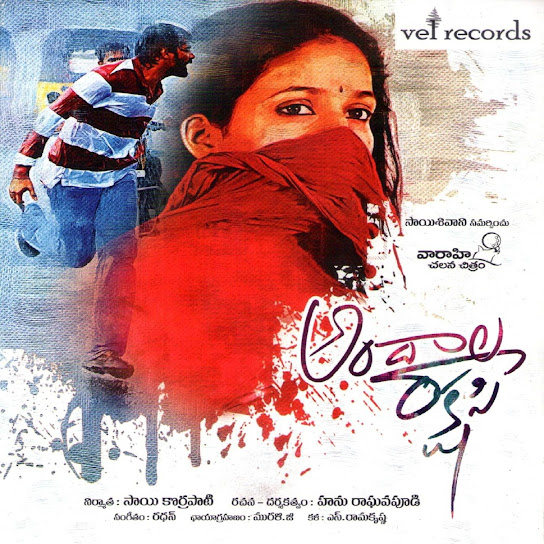 vel records
సాయిశివాని సమర్పించు
వారాహి
చలన చిత్రం
అందాల
రాక్షసి
నిర్మాత : సాయి కొర్రపాటి   రచన - దర్శకత్వం : హను రాఘవపూడి
సంగీతం : రధన్   ఛాయాగ్రహణం : మురళి.జి   కళ : ఎస్.రామకృష్ణ